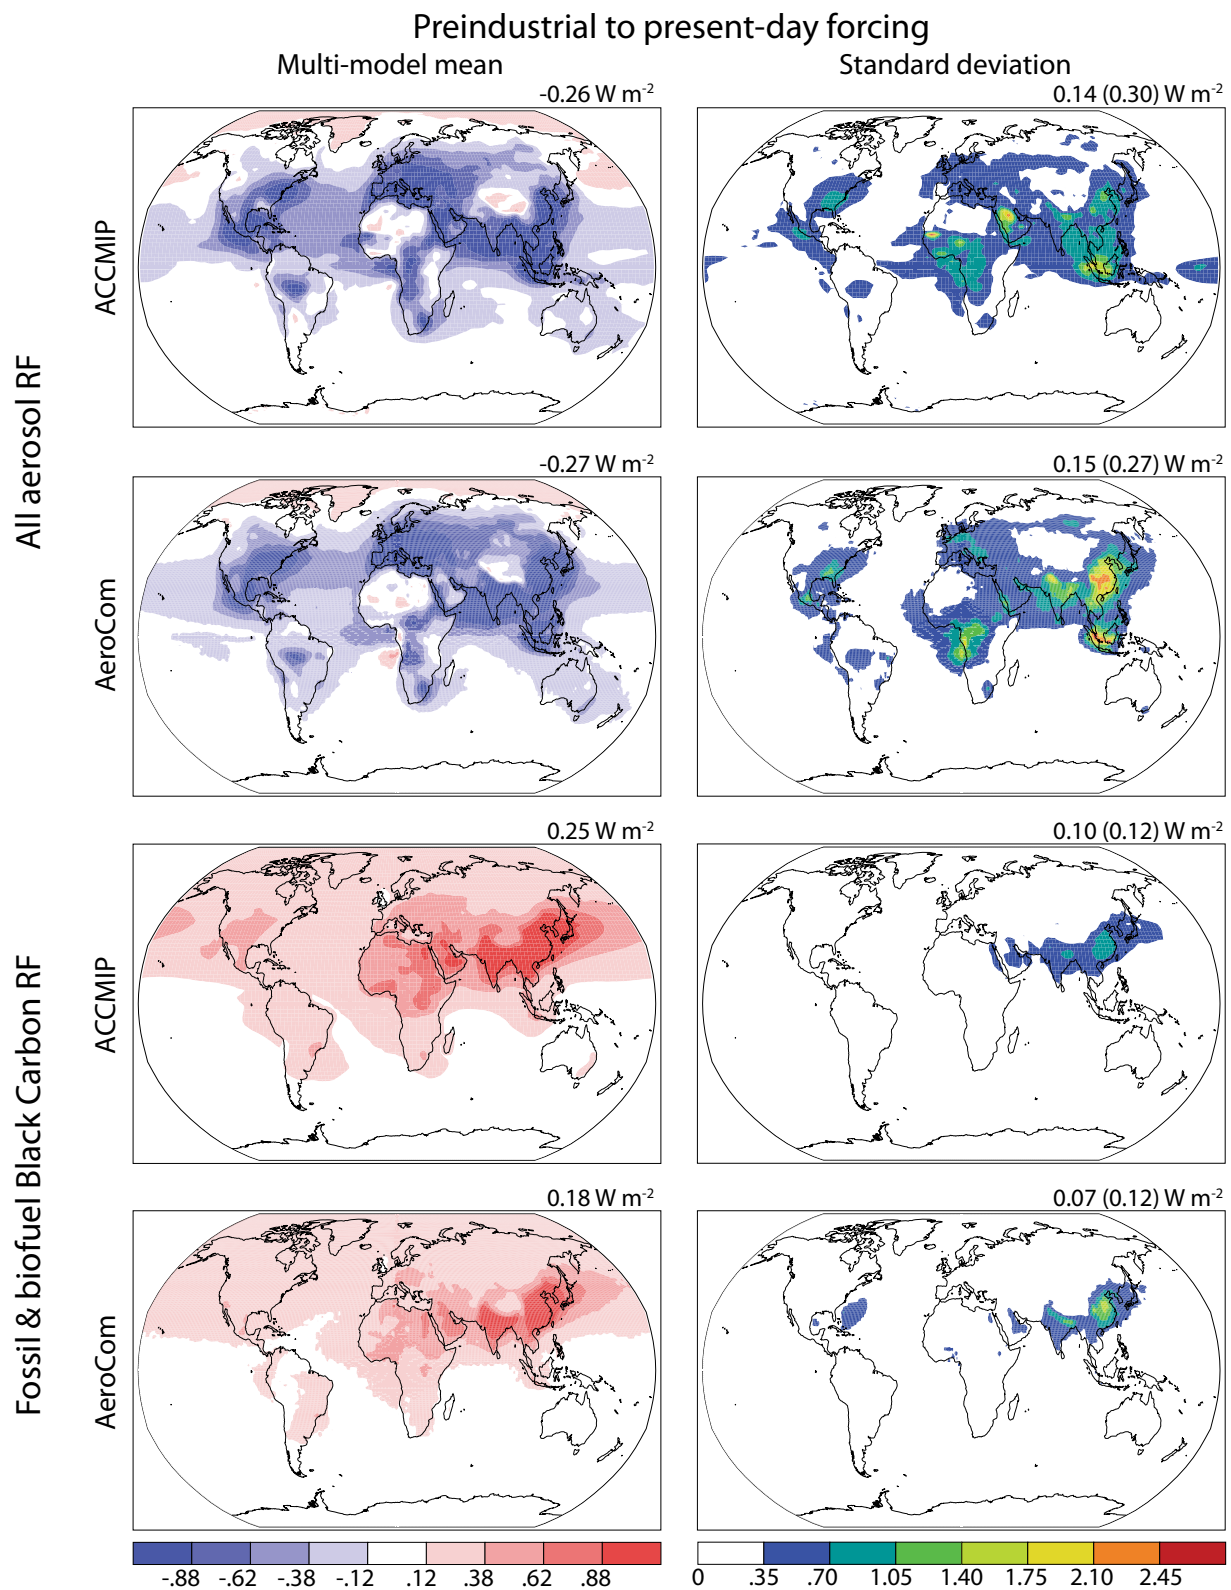 Preindustrial to present-day forcing
Multi-model mean
Standard deviation
All aerosol RF
ACCMIP
-0.26 W m-2
0.14 (0.30) W m-2
AeroCom
-0.27 W m-2
0.15 (0.27) W m-2
Fossil & biofuel Black Carbon RF
ACCMIP
0.25 W m-2
0.10 (0.12) W m-2
AeroCom
0.18 W m-2
0.07 (0.12) W m-2
-.88 -.62 -.38 -.12 .12 .38 .62 .88
0 .35 .70 1.05 1.40 1.75 2.10 2.45